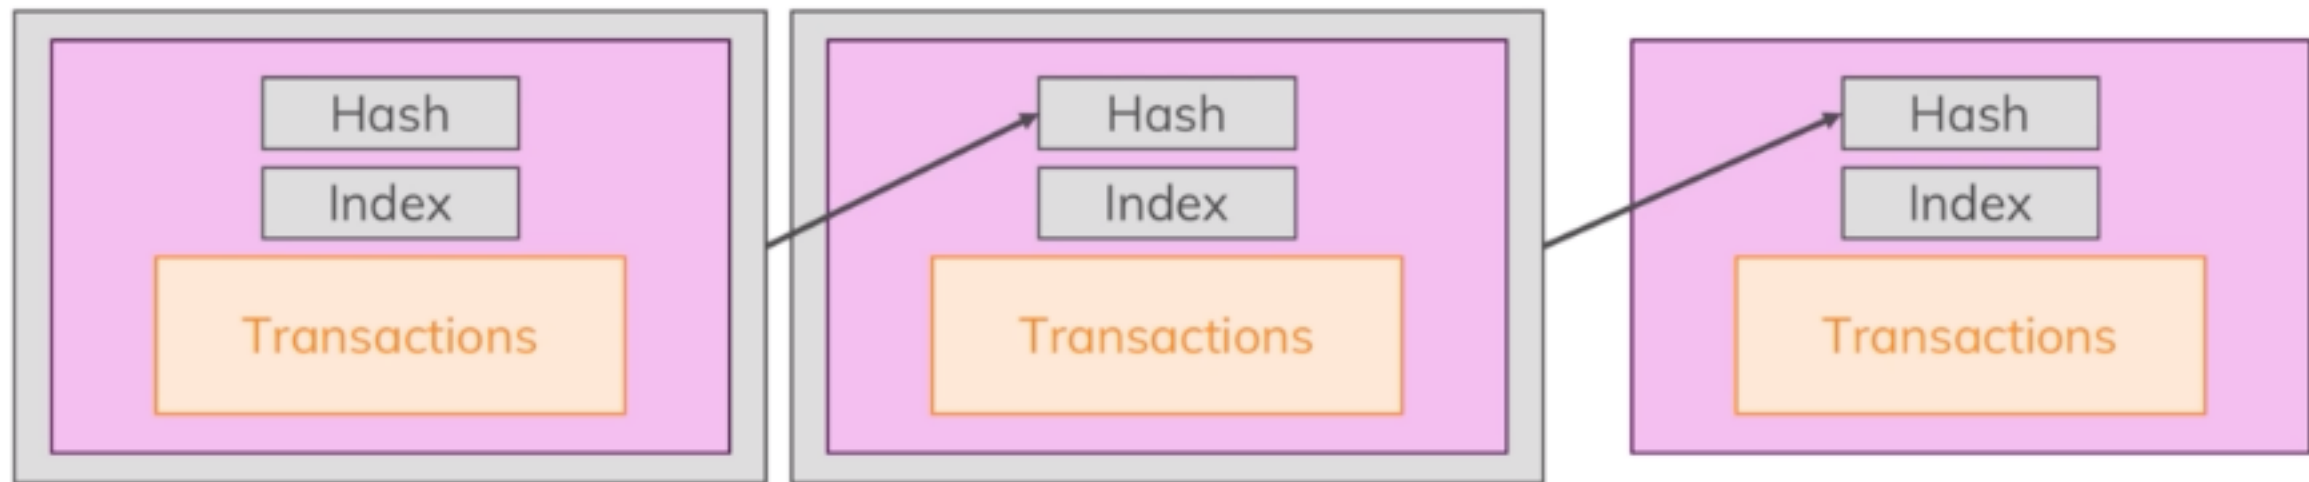 Hash
Index
Transactions
Hash
Index
Transactions
Hash
Index
Transactions